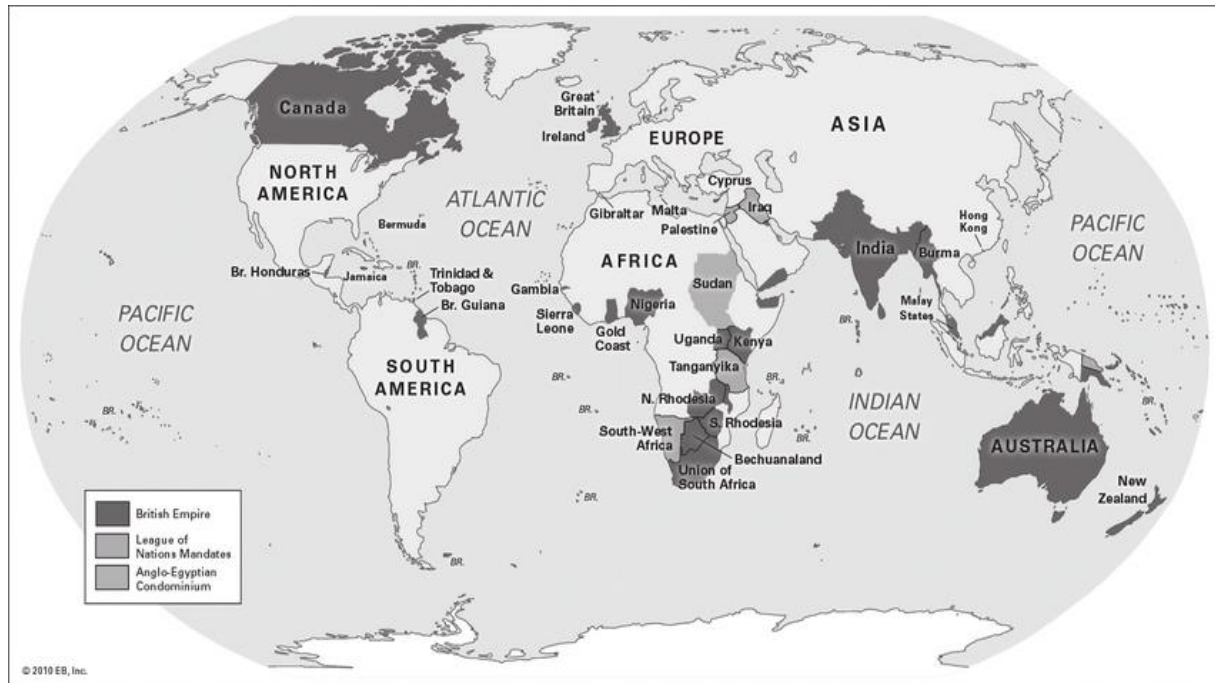 Canada
Great
Britain
Ireland
EUROPE
ASIA
NORTH
AMERICA
ATLANTIC
OCEAN
Cyprus
Gibraltar
Malta
Iraq
Palestine
Hong
Kong
PACIFIC
OCEAN
Bermuda
India
Burma
Br. Honduras
Jamaica
BR.
Trinidad &
Tobago
Br. Guiana
AFRICA
Sudan
Gambia
Nigeria
Sierra
Leone
Gold
Coast
Malay
States
BR.
PACIFIC
OCEAN
Uganda
Kenya
SOUTH
AMERICA
Tanganyika
BR.
BR.
N. Rhodesia
INDIAN
OCEAN
BR.
BR.
BR.
S. Rhodesia
South-West
Africa
BR.
Bechuanaland
AUSTRALIA
Union of
South Africa
New
Zealand
BR.
BR.
British Empire
League of
Nations Mandates
Anglo-Egyptian
Condominium
© 2010 EB, Inc.